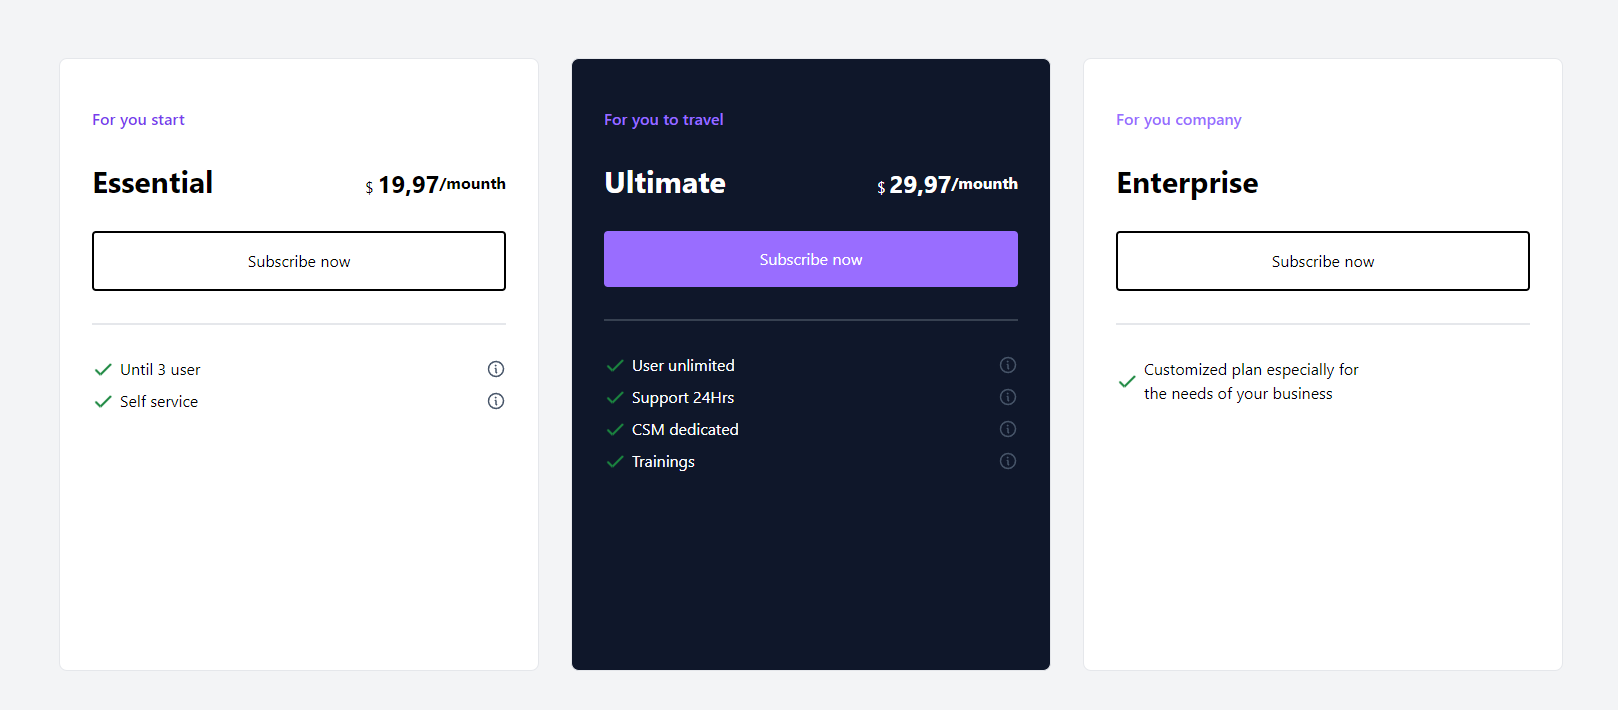 For you start
Essential
$ 19,97/mounth
Subscribe now
Until 3 user
Self service
For you to travel
Ultimate
$ 29,97/mounth
Subscribe now
User unlimited
Support 24Hrs
CSM dedicated
Trainings
For you company
Enterprise
Subscribe now
Customized plan especially for
the needs of your business